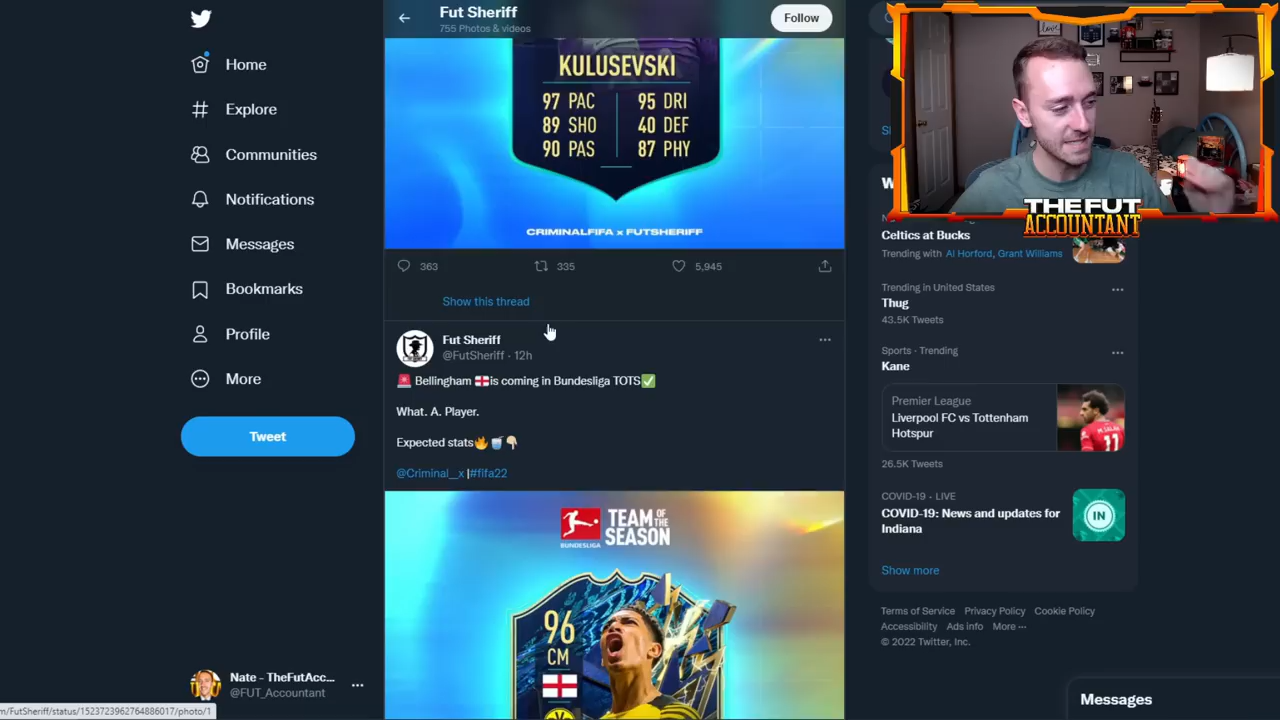 Home
Explore
Communities
Notifications
Messages
Bookmarks
Profile
More
Tweet
Nate - TheFutAcc...
@FUT_Accountant
m/FutSheriff/status/1523723962764886017/photo/1
Fut Sheriff
755 Photos & videos
Follow
KULUSEVSKI
97 PAC 95 DRI
89 SHO 40 DEF
90 PAS 87 PHY
CRIMINALFIFA x FUTSHERIFF
363 335 5,945
Show this thread
Fut Sheriff
@FutSheriff · 12h
🚨 Bellingham 🏴󠁧󠁢󠁥󠁮󠁧󠁿is coming in Bundesliga TOTS✅
What. A. Player.
Expected stats🔥🥤👇🏼
@Criminal__x |#fifa22
BUNDESLIGA
TEAM OF THE SEASON
96
CM
THE FUT
ACCOUNTANT
Celtics at Bucks
Trending with Al Horford, Grant Williams
Trending in United States
Thug
43.5K Tweets
Sports · Trending
Kane
Premier League
Liverpool FC vs Tottenham
Hotspur
26.5K Tweets
COVID-19 · LIVE
COVID-19: News and updates for
Indiana
IN
Show more
Terms of Service Privacy Policy Cookie Policy
Accessibility Ads info More ···
© 2022 Twitter, Inc.
Messages